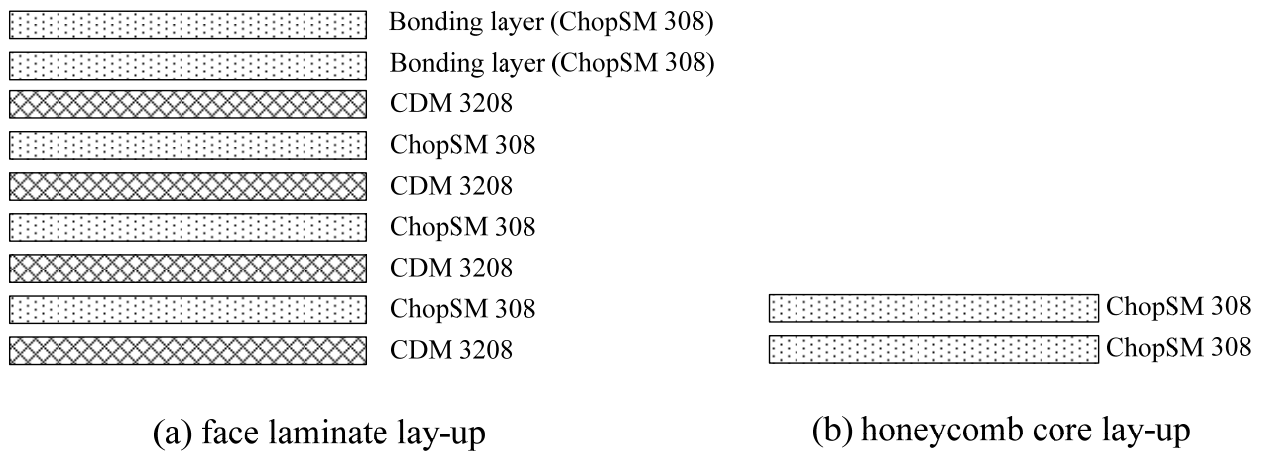 Bonding layer (ChopSM 308)
Bonding layer (ChopSM 308)
CDM 3208
ChopSM 308
CDM 3208
ChopSM 308
CDM 3208
ChopSM 308
CDM 3208
(a) face laminate lay-up
ChopSM 308
ChopSM 308
(b) honeycomb core lay-up